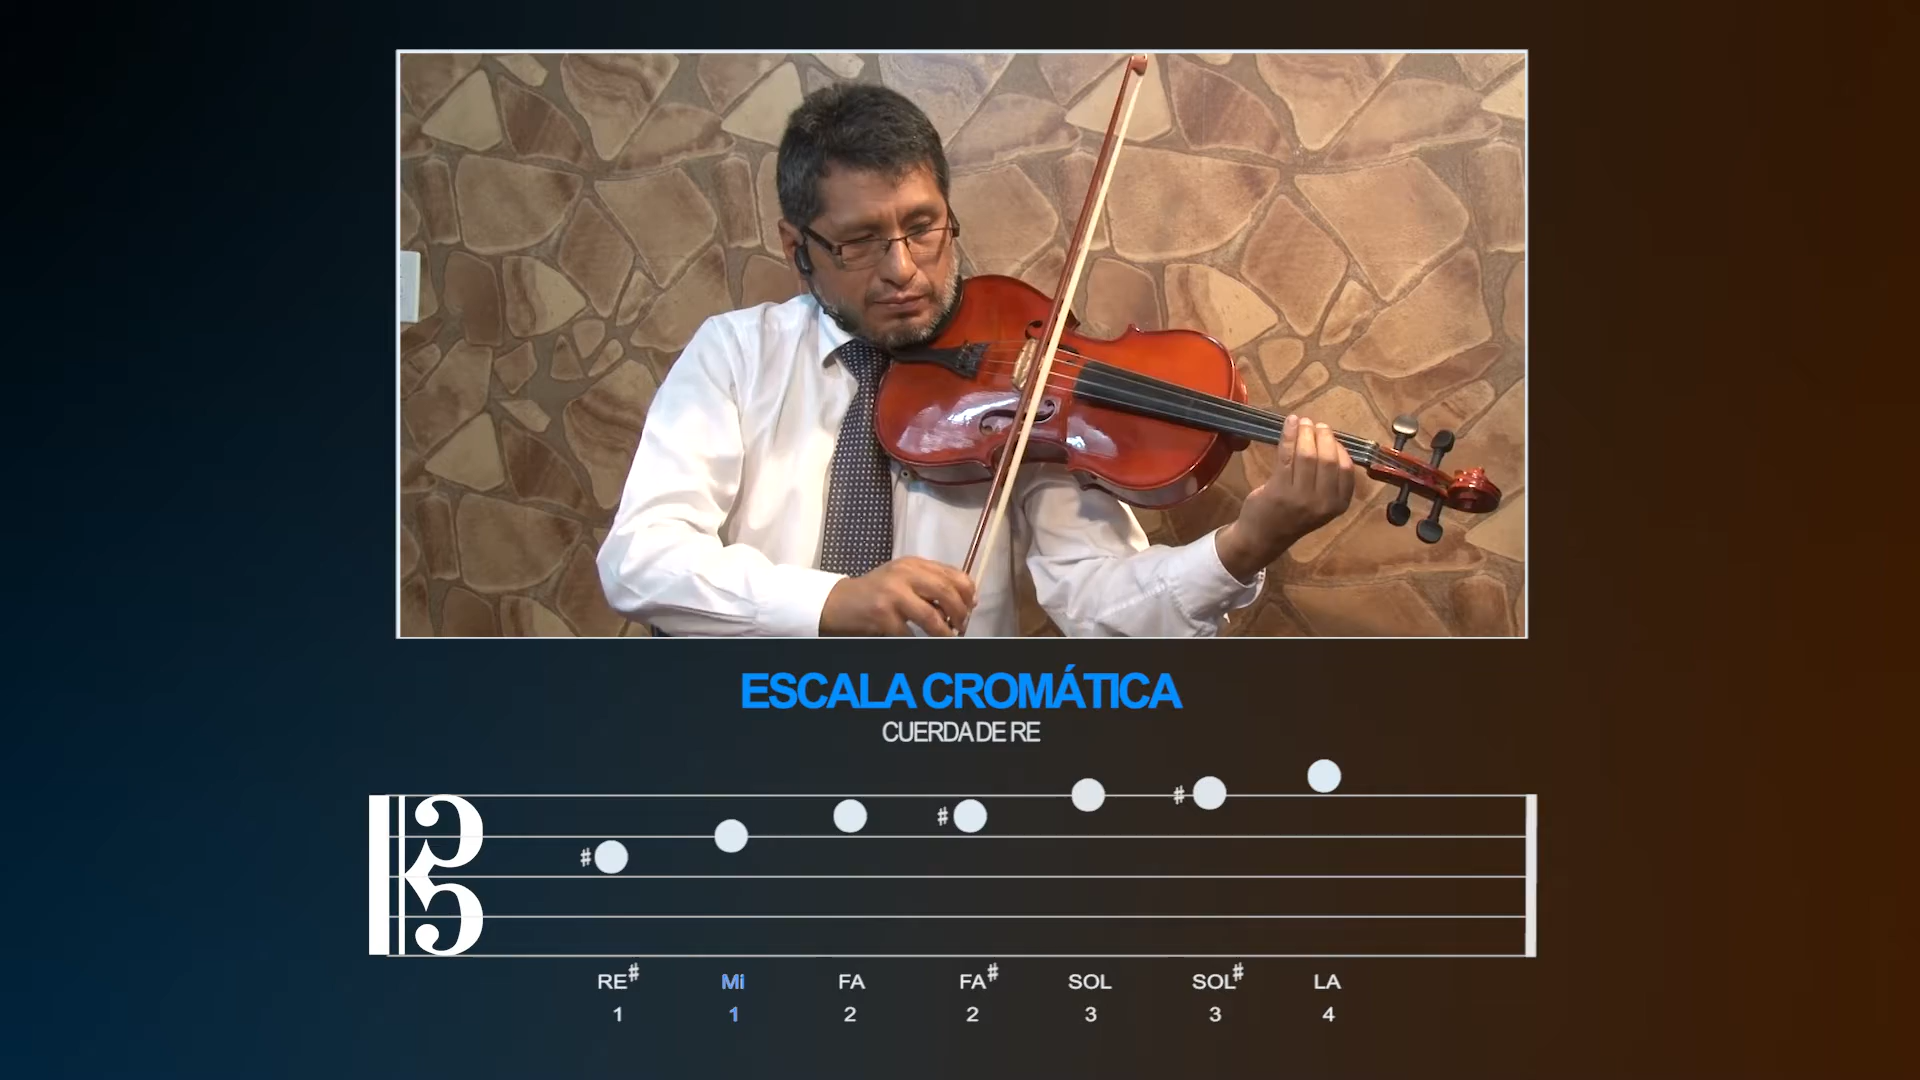 ESCALA CROMÁTICA
CUERDA DE RE
RE♯ Mi FA FA♯ SOL SOL♯ LA
1 1 2 2 3 3 4